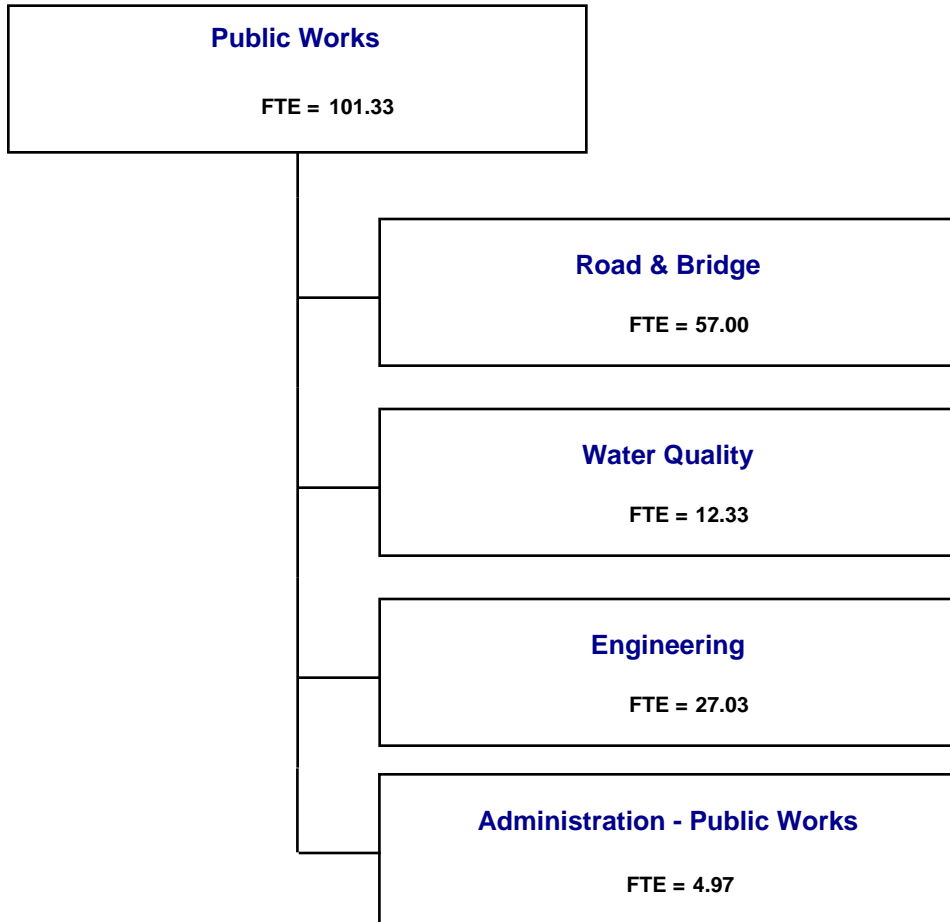 Public Works
FTE = 101.33
Road & Bridge
FTE = 57.00
Water Quality
FTE = 12.33
Engineering
FTE = 27.03
Administration - Public Works
FTE = 4.97